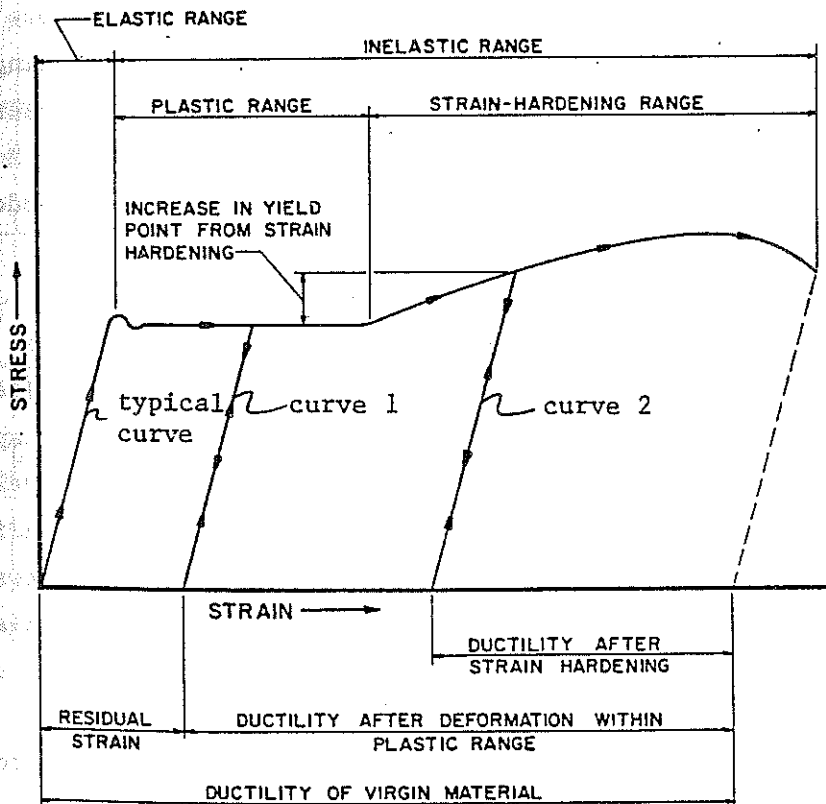 ELASTIC RANGE
INELASTIC RANGE
PLASTIC RANGE
STRAIN-HARDENING RANGE
INCREASE IN YIELD
POINT FROM STRAIN
HARDENING
STRESS
typical
curve
curve 1
curve 2
STRAIN
DUCTILITY AFTER
STRAIN HARDENING
RESIDUAL
STRAIN
DUCTILITY AFTER DEFORMATION WITHIN
PLASTIC RANGE
DUCTILITY OF VIRGIN MATERIAL